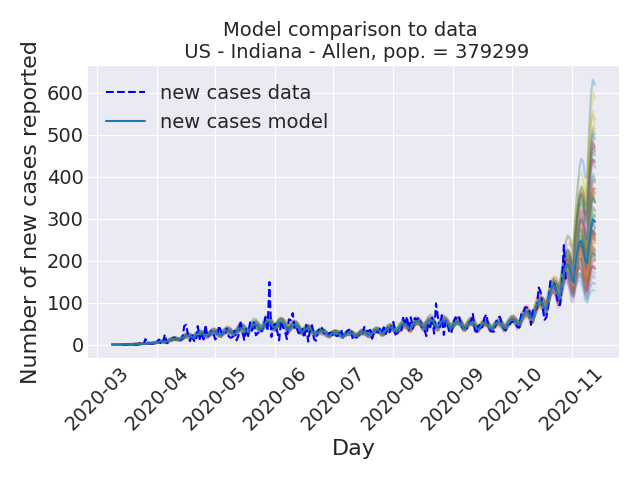 Model comparison to data
US - Indiana - Allen, pop. = 379299
Number of new cases reported
600
500
400
300
200
100
0
new cases data
new cases model
2020-03
2020-04
2020-05
2020-06
2020-07
2020-08
2020-09
2020-10
2020-11
Day